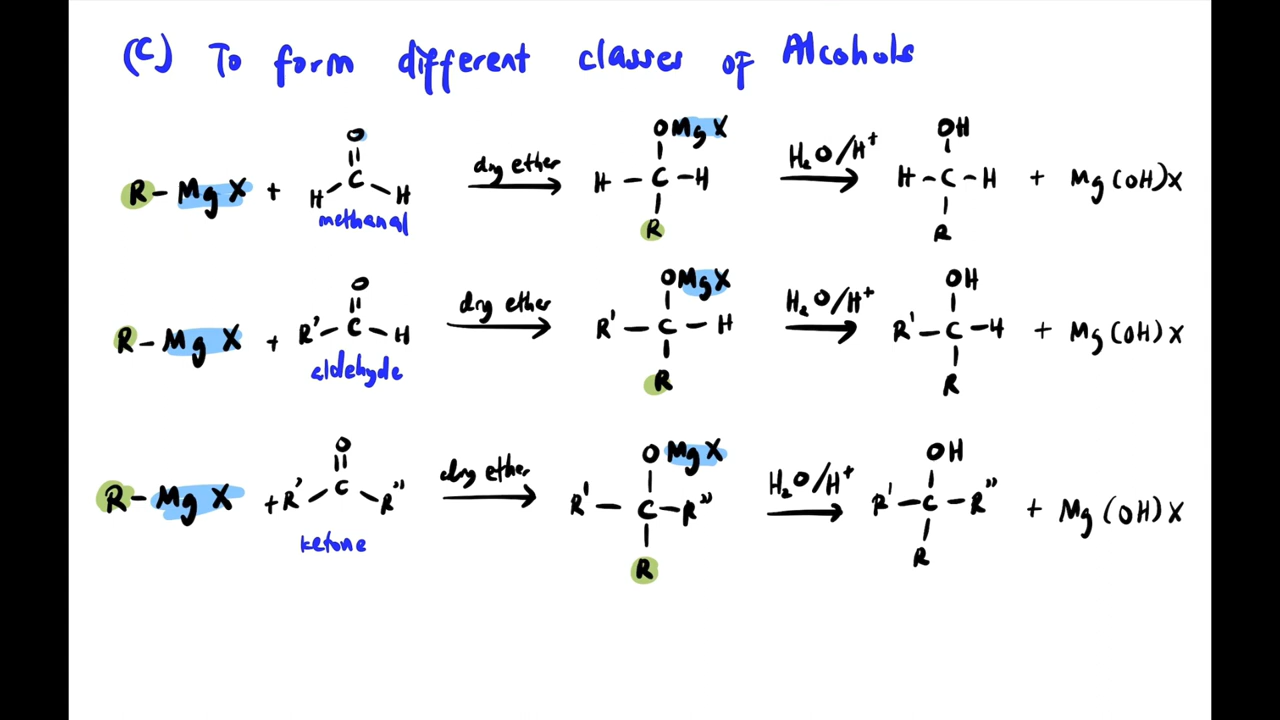 (C) To form different classes of Alcohols
O OMgX OH
|| dry ether | H₂O/H⁺ |
R-MgX + H-C-H → H-C-H → H-C-H + Mg(OH)X
methanal | |
R R
O OMgX OH
|| dry ether | H₂O/H⁺ |
R-MgX + R'-C-H → R'-C-H → R'-C-H + Mg(OH)X
aldehyde | |
R R
O OMgX OH
|| dry ether | H₂O/H⁺ |
R-MgX + R'-C-R" → R'-C-R" → R'-C-R" + Mg(OH)X
ketone | |
R R